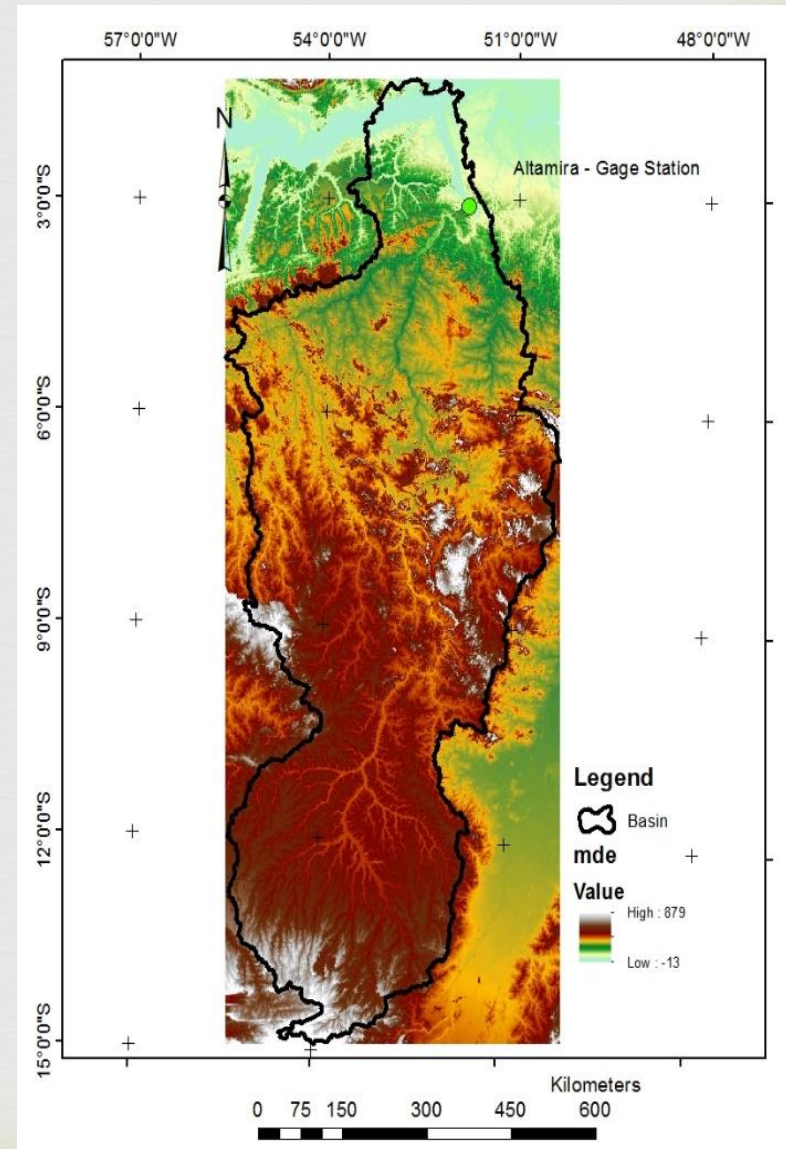 57°0'0"W 54°0'0"W 51°0'0"W 48°0'0"W
N
Altamira - Gage Station
3°0'0"S
6°0'0"S
9°0'0"S
12°0'0"S
15°0'0"S
Legend
Basin
mde
Value
High : 879
Low : -13
Kilometers
0 75 150 300 450 600